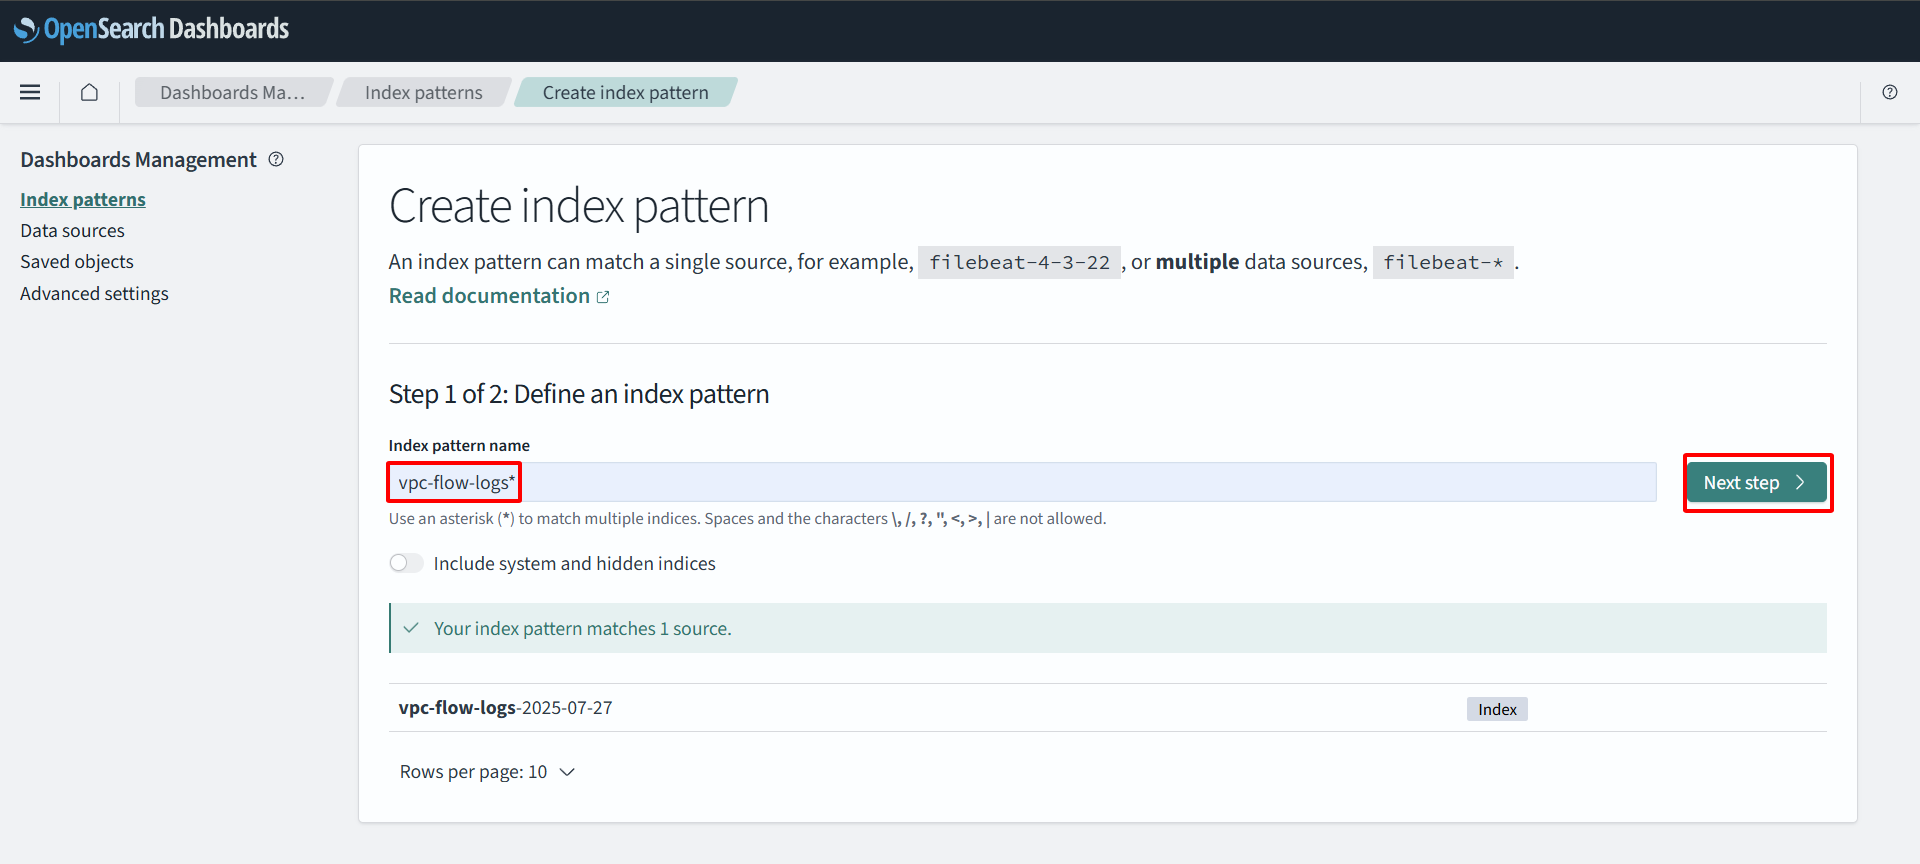 OpenSearch Dashboards
Dashboards Ma...
Index patterns
Create index pattern
Dashboards Management
Index patterns
Data sources
Saved objects
Advanced settings
Create index pattern
An index pattern can match a single source, for example, filebeat-4-3-22 , or multiple data sources, filebeat-* .
Read documentation
Step 1 of 2: Define an index pattern
Index pattern name
vpc-flow-logs*
Next step
Use an asterisk (*) to match multiple indices. Spaces and the characters \, /, ?, ", <, >, | are not allowed.
Include system and hidden indices
Your index pattern matches 1 source.
vpc-flow-logs-2025-07-27
Index
Rows per page: 10